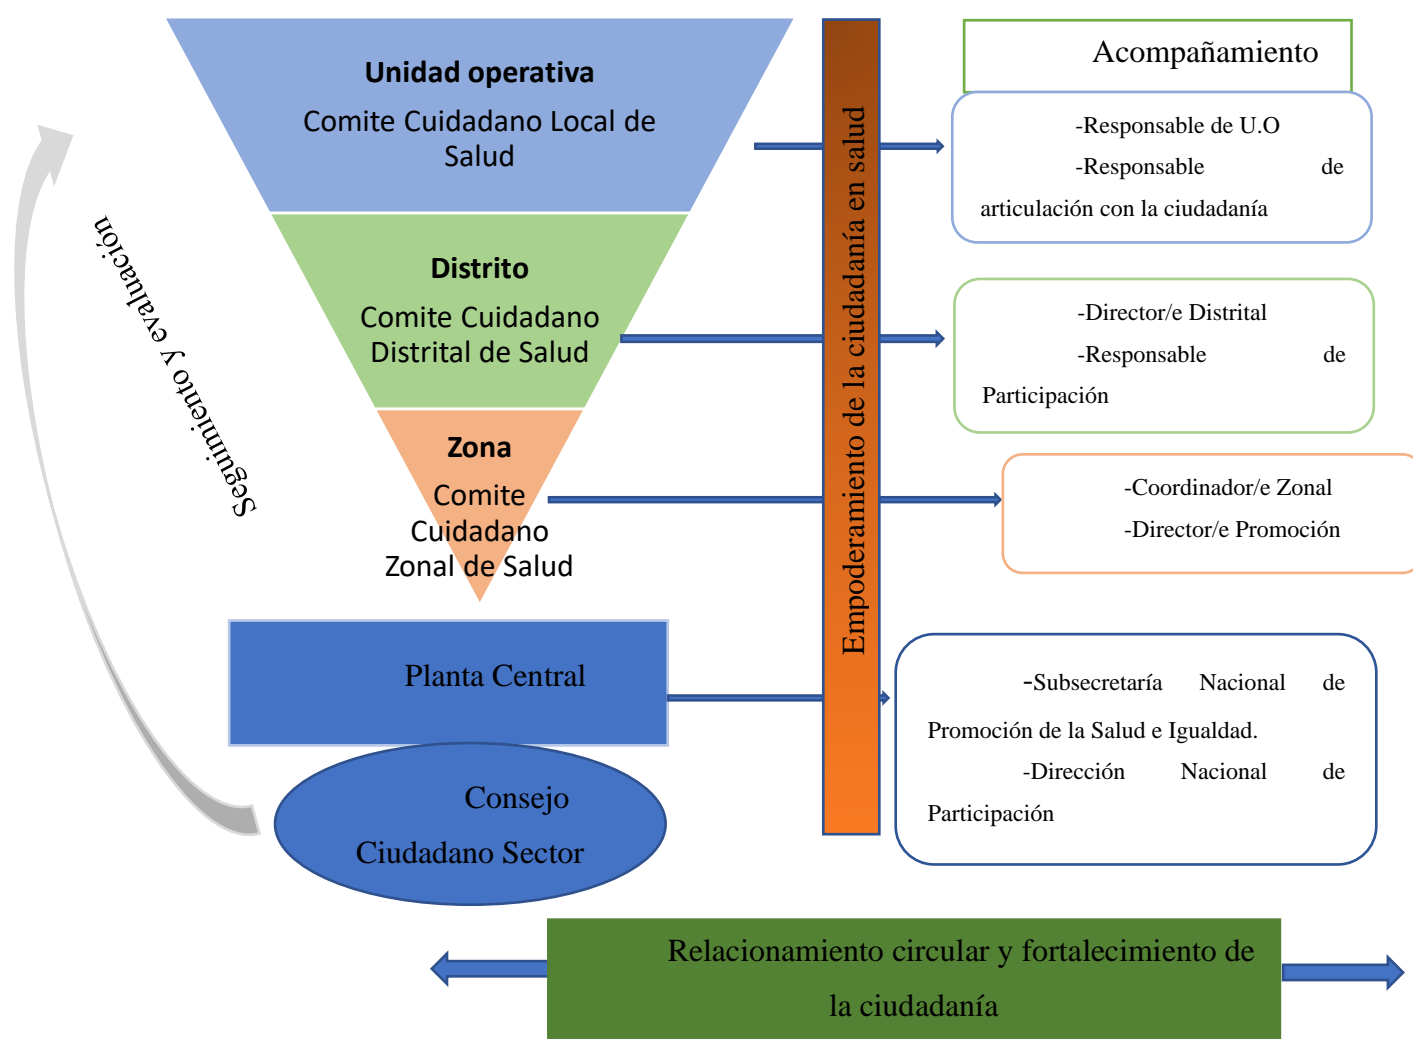 Unidad operativa
Comite Cuidadano Local de
Salud
Distrito
Comite Cuidadano
Distrital de Salud
Zona
Comite
Cuidadano
Zonal de Salud
Planta Central
Consejo
Ciudadano Sector
Seguimiento y evaluación
Empoderamiento de la ciudadanía en salud
Acompañamiento
-Responsable de U.O
-Responsable de
articulación con la ciudadanía
-Director/e Distrital
-Responsable de
Participación
-Coordinador/e Zonal
-Director/e Promoción
-Subsecretaría Nacional de
Promoción de la Salud e Igualdad.
-Dirección Nacional de
Participación
Relacionamiento circular y fortalecimiento de
la ciudadanía